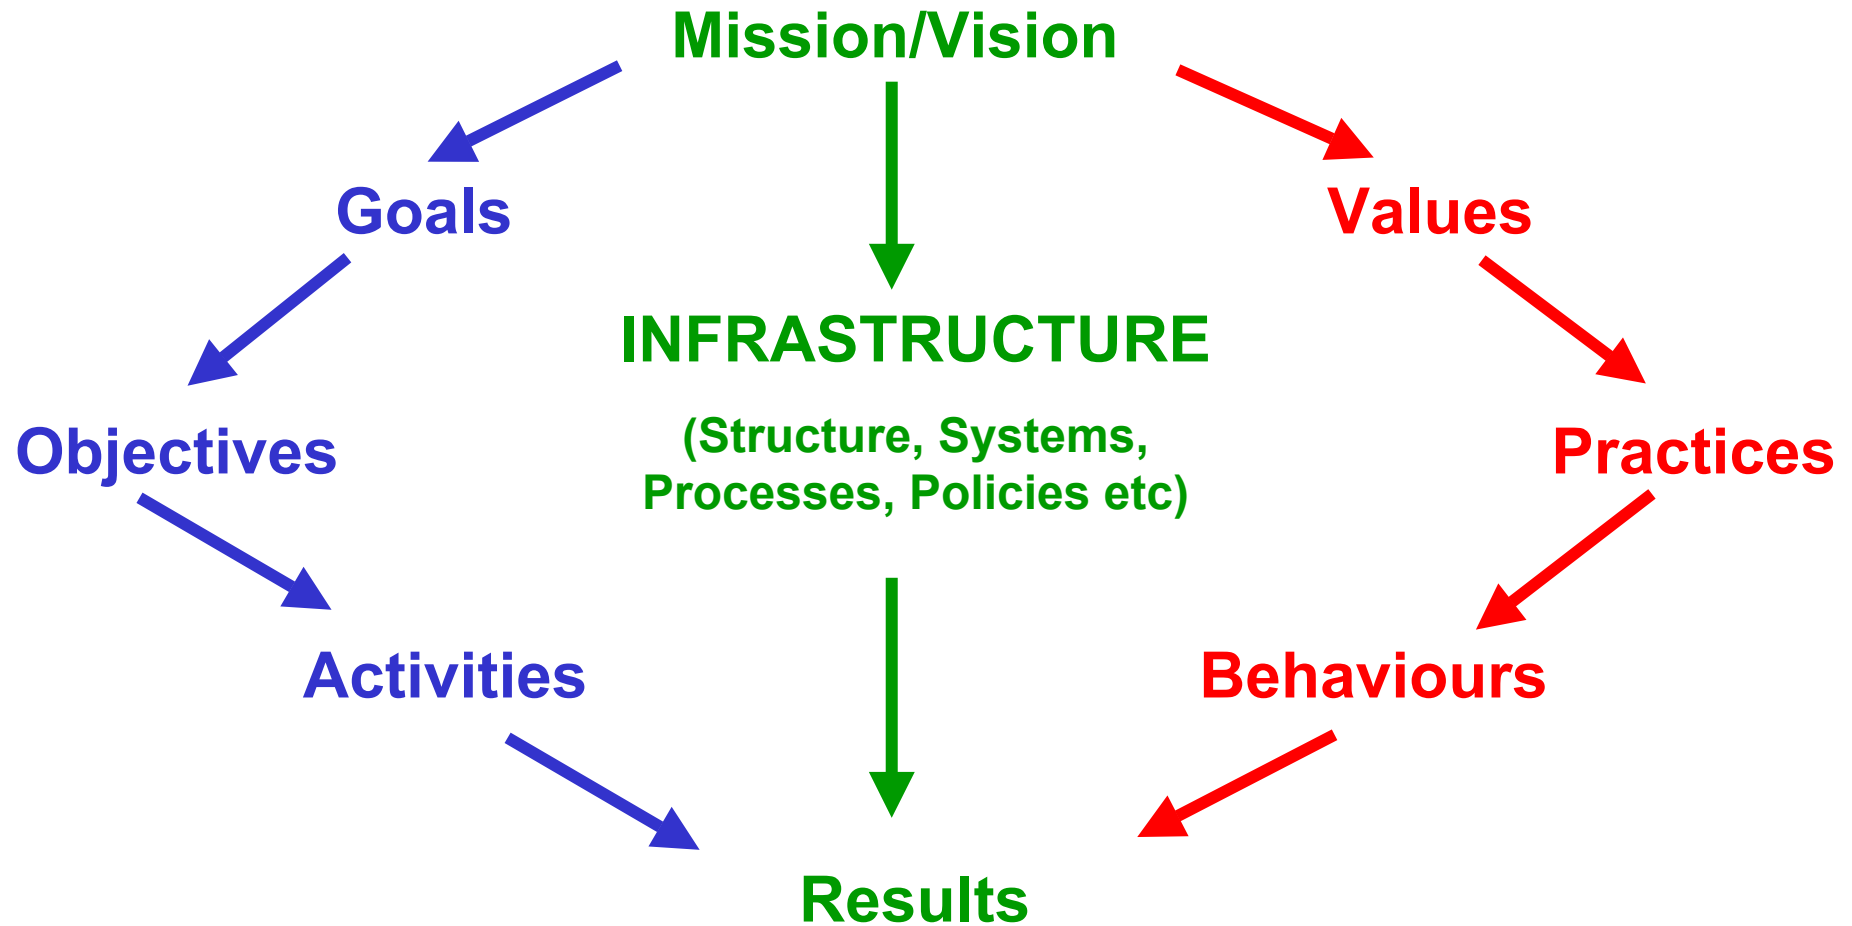 Mission/Vision
Goals
Values
INFRASTRUCTURE
(Structure, Systems,
Processes, Policies etc)
Objectives
Practices
Activities
Behaviours
Results